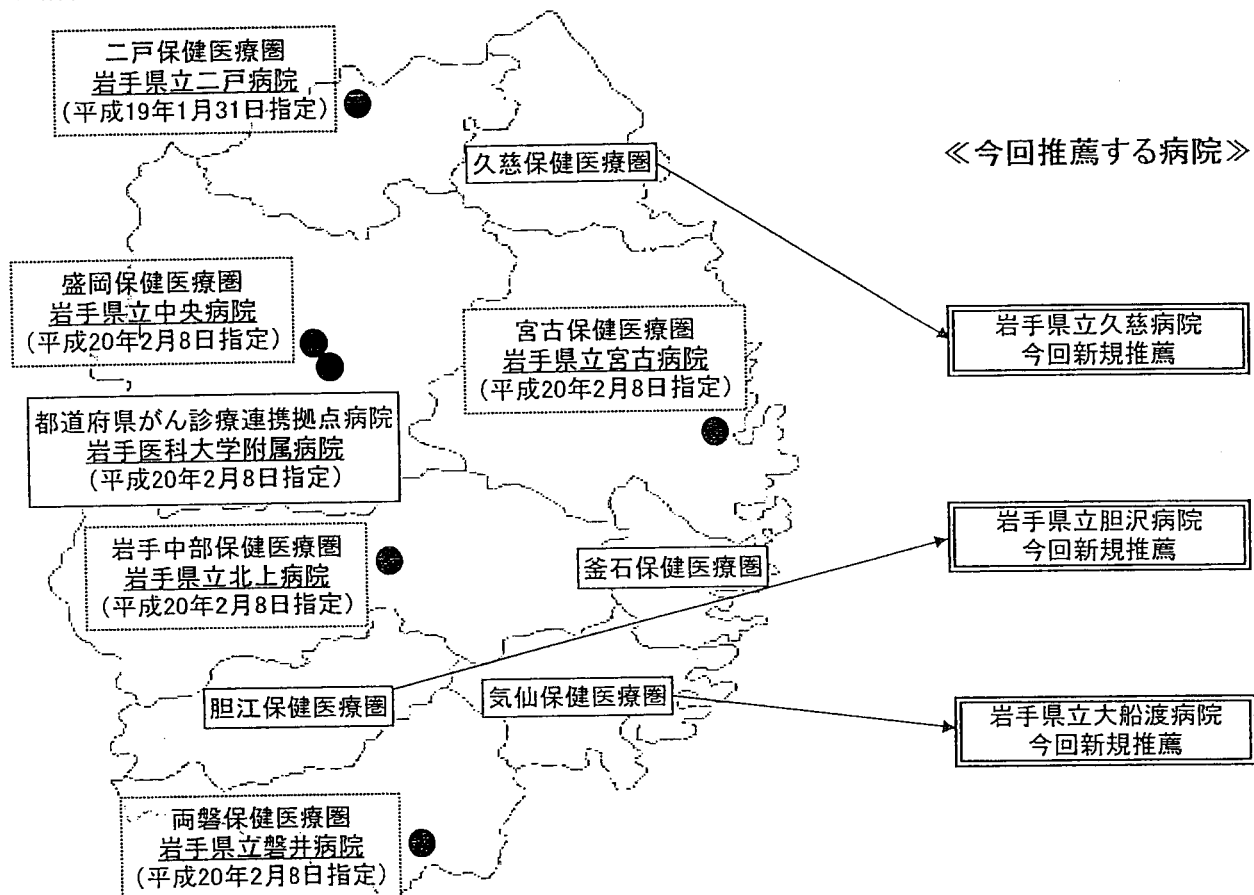 二戸保健医療圏
岩手県立二戸病院
(平成19年1月31日指定)
久慈保健医療圏
≪今回推薦する病院≫
盛岡保健医療圏
岩手県立中央病院
(平成20年2月8日指定)
宮古保健医療圏
岩手県立宮古病院
(平成20年2月8日指定)
岩手県立久慈病院
今回新規推薦
都道府県がん診療連携拠点病院
岩手医科大学附属病院
(平成20年2月8日指定)
岩手中部保健医療圏
岩手県立北上病院
(平成20年2月8日指定)
釜石保健医療圏
岩手県立胆沢病院
今回新規推薦
胆江保健医療圏
気仙保健医療圏
岩手県立大船渡病院
今回新規推薦
両磐保健医療圏
岩手県立磐井病院
(平成20年2月8日指定)